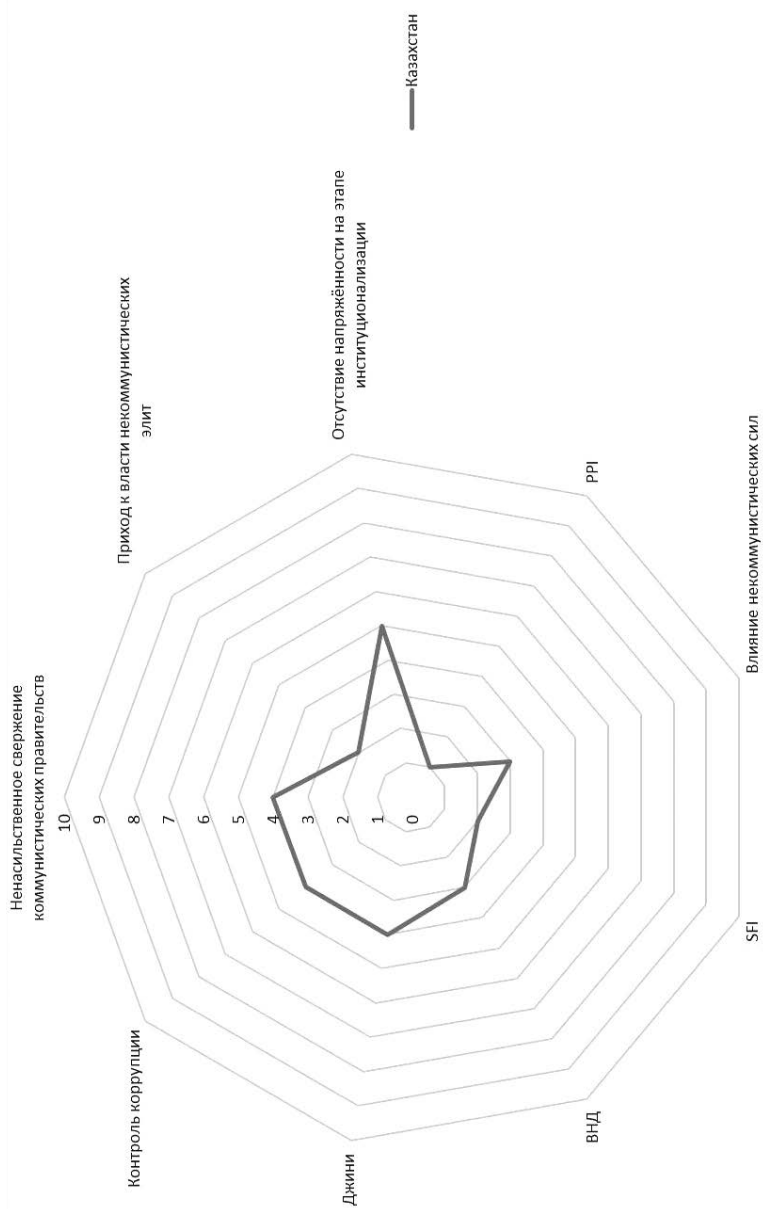 Ненасильственное свержение
коммунистических правительств
Приход к власти некоммунистических
элит
Отсутствие напряжённости на этапе
институционализации
PPI
Влияние некоммунистических сил
SFI
ВНД
Джини
Контроль коррупции
10
9
8
7
6
5
4
3
2
1
0
Казахстан